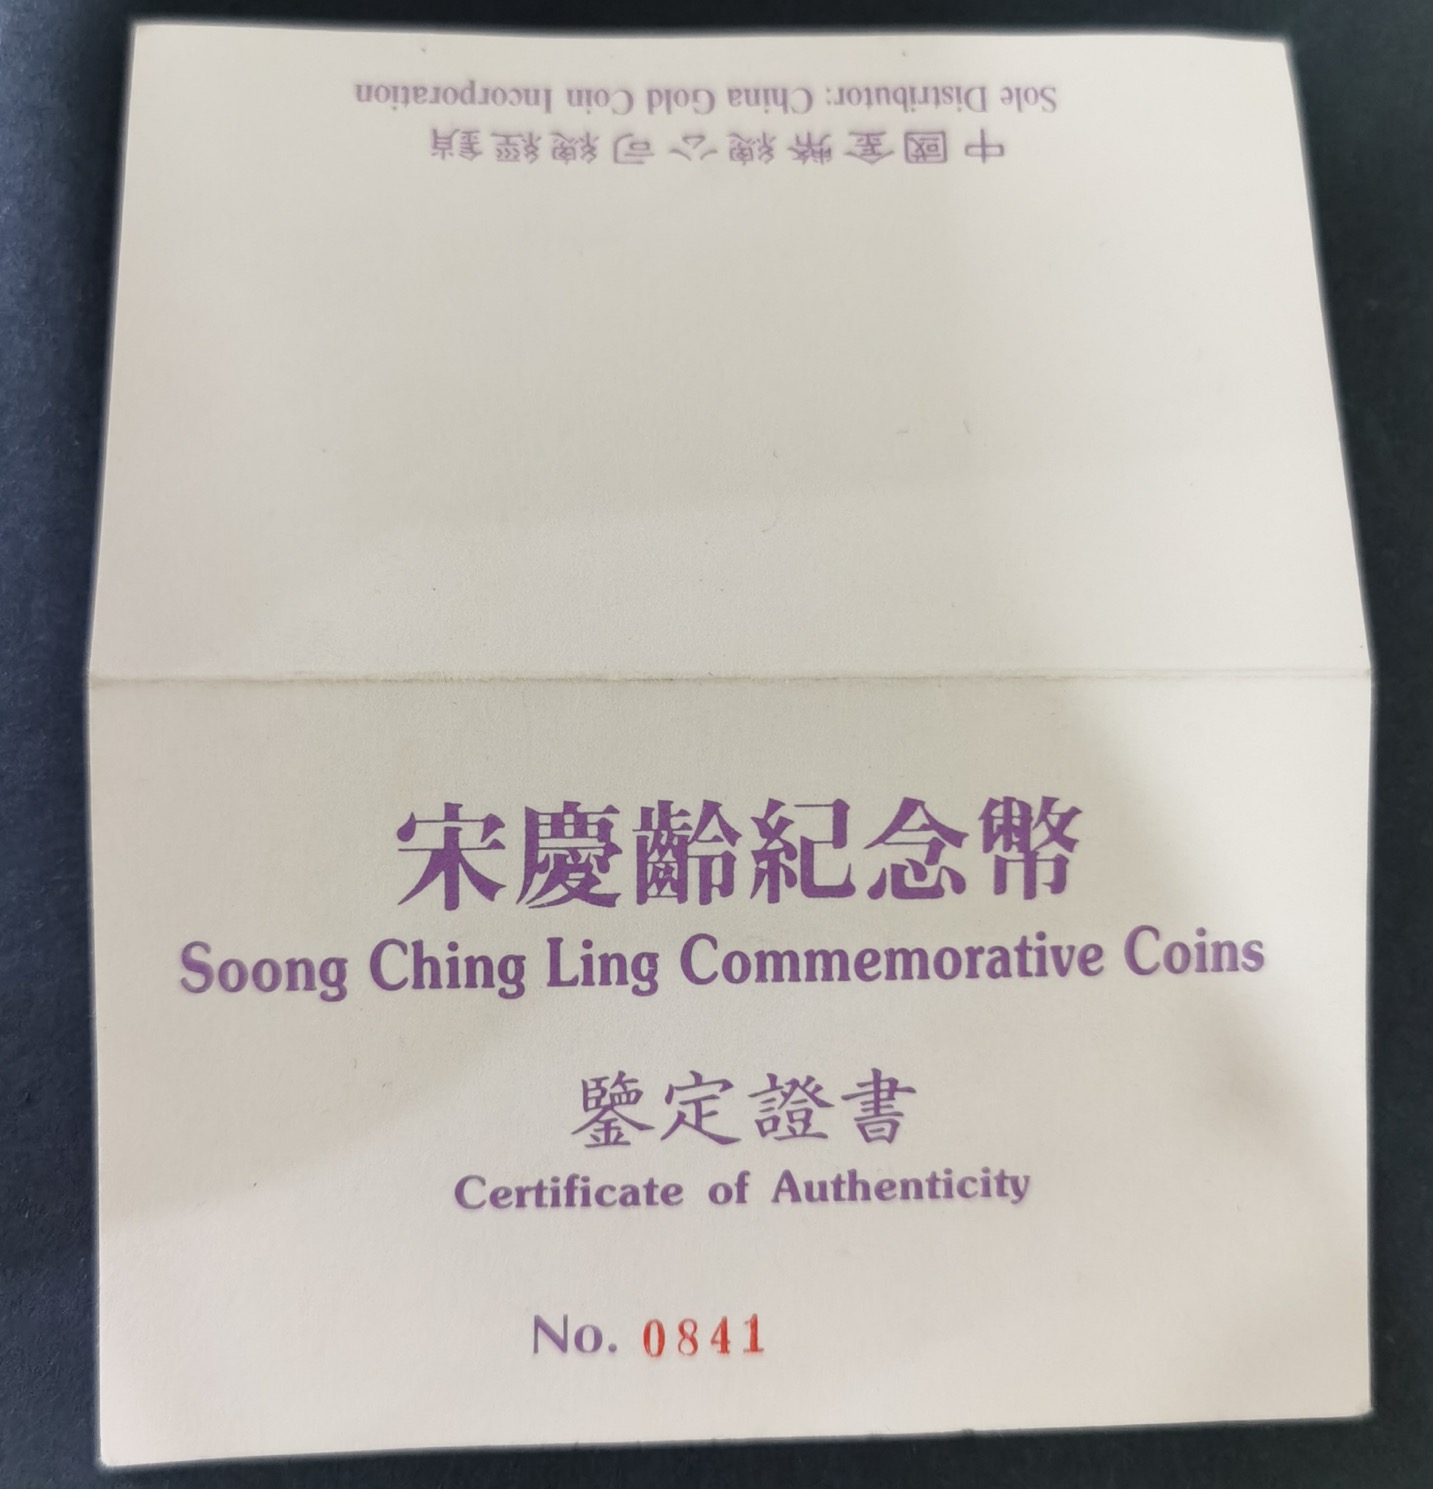 中國金幣總公司總經銷
Sole Distributor: China Gold Coin Incorporation
宋慶齡紀念幣
Soong Ching Ling Commemorative Coins
鑒定證書
Certificate of Authenticity
No. 0841